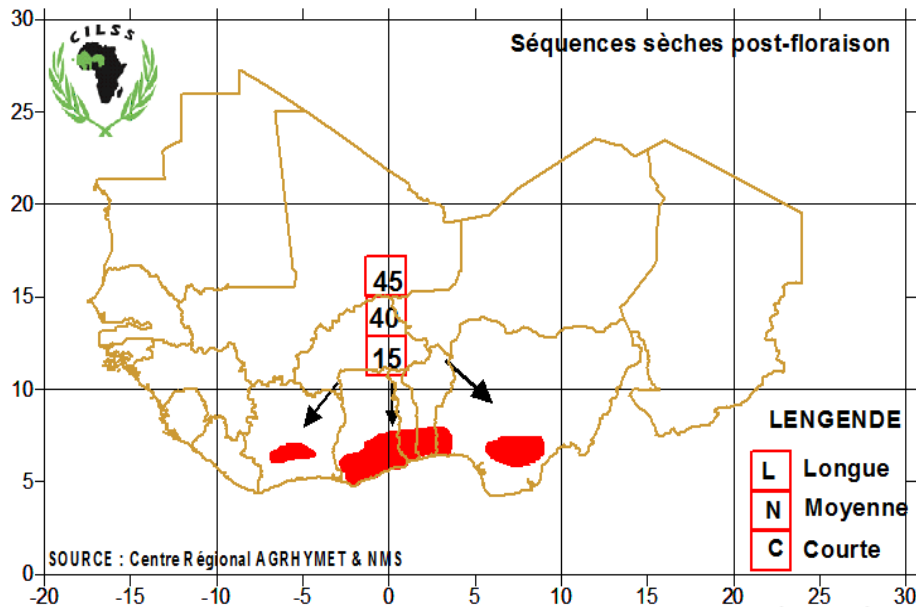 CILSS
Séquences sèches post-floraison
30
25
20
15
10
5
0
45
40
15
LENGENDE
L Longue
N Moyenne
C Courte
SOURCE : Centre Régional AGRHYMET & NMS
-20 -15 -10 -5 0 5 10 15 20 25 30